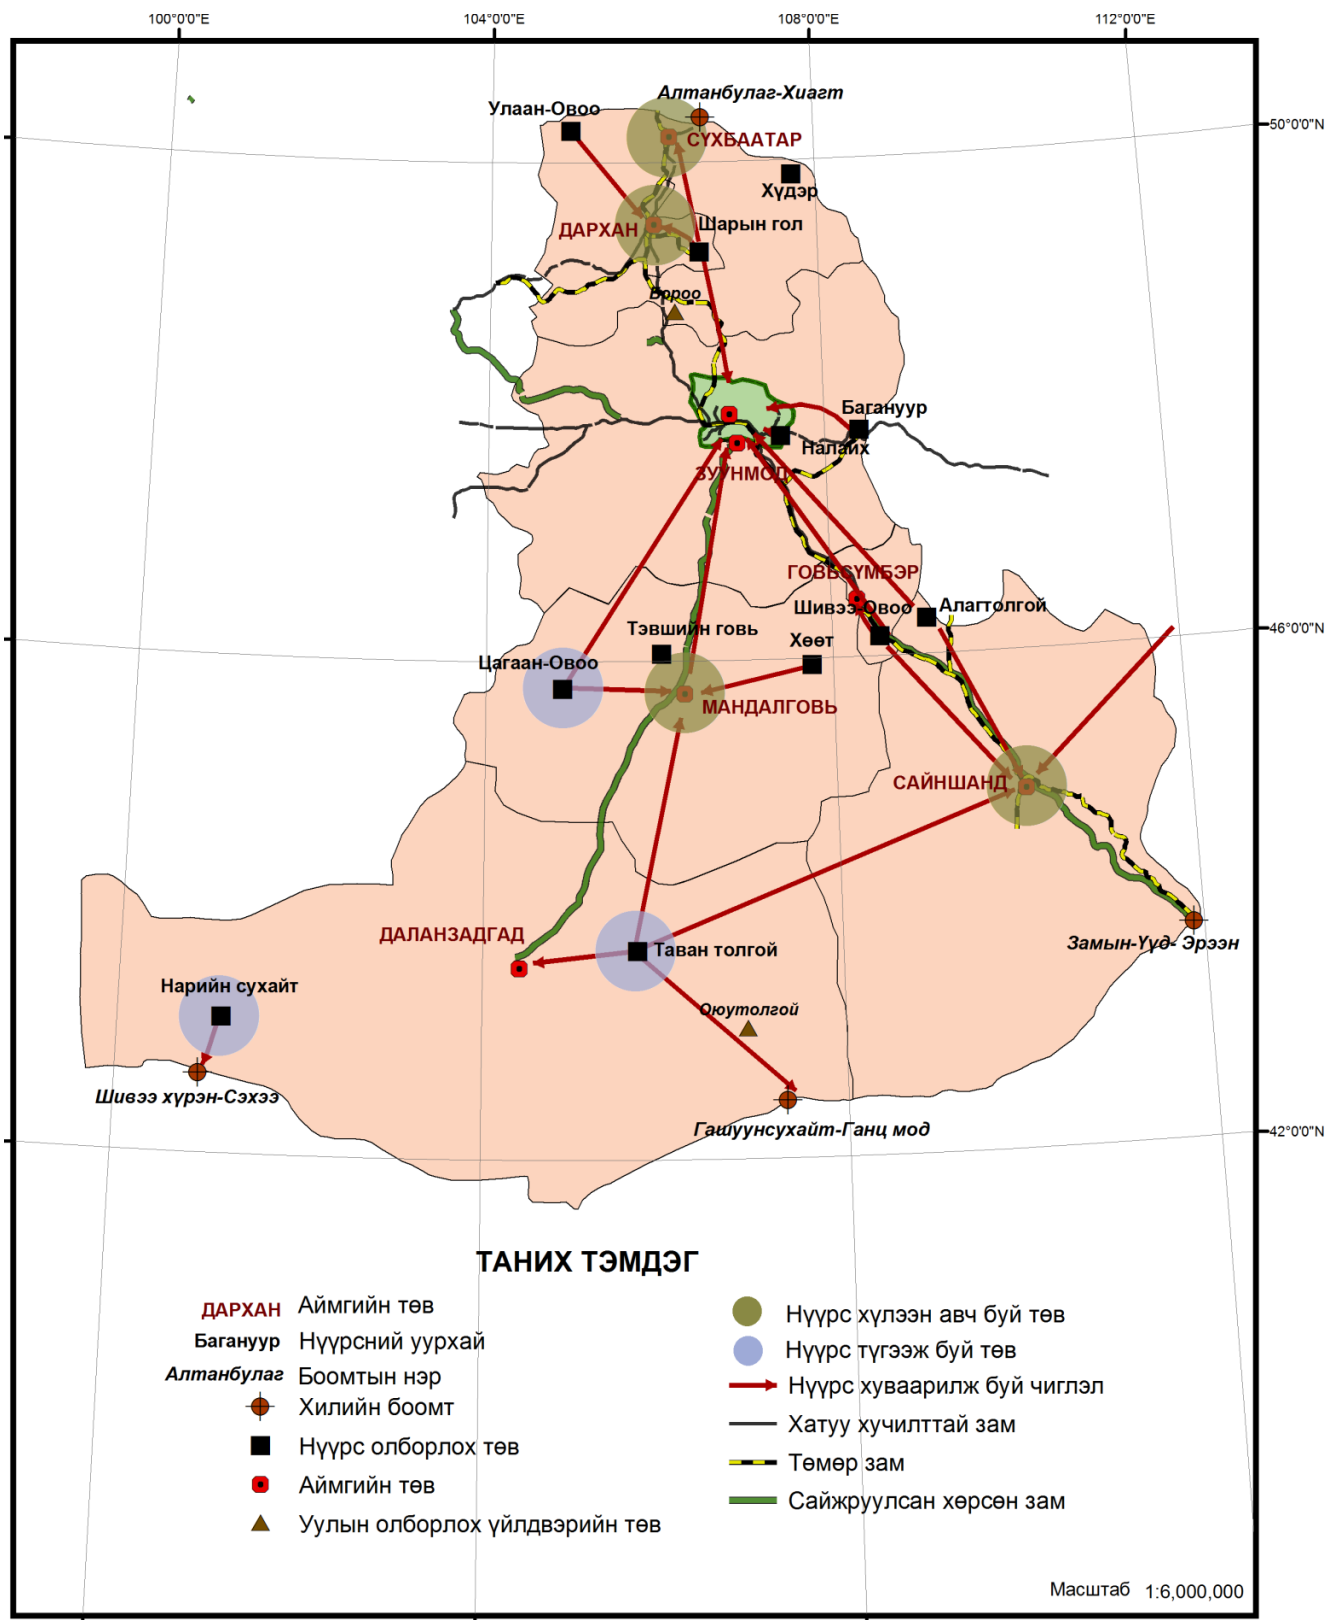 100°0'0"E
104°0'0"E
108°0'0"E
112°0'0"E
Алтанбулаг-Хиагт
Улаан-Овоо
50°0'0"N
СҮХБААТАР
Хүдэр
Шарын гол
ДАРХАН
Бороо
Багануур
Налайх
ЗУУНМОД
ГОВЬСҮМБЭР
Шивээ-Овоо
Алагтолгой
46°0'0"N
Тэвшийн говь
Хөөт
Цагаан-Овоо
МАНДАЛГОВЬ
САЙНШАНД
ДАЛАНЗАДГАД
Таван толгой
Замын-Үүд- Эрээн
Нарийн сухайт
Оюутолгой
Шивээ хүрэн-Сэхээ
Гашуунсухайт-Ганц мод
42°0'0"N
ТАНИХ ТЭМДЭГ
ДАРХАН Аймгийн төв
Багануур Нүүрсний уурхай
Алтанбулаг Боомтын нэр
Хилийн боомт
Нүүрс олборлох төв
Аймгийн төв
Уулын олборлох үйлдвэрийн төв
Нүүрс хүлээн авч буй төв
Нүүрс түгээж буй төв
Нүүрс хуваарилж буй чиглэл
Хатуу хучилттай зам
Төмөр зам
Сайжруулсан хөрсөн зам
Масштаб 1:6,000,000